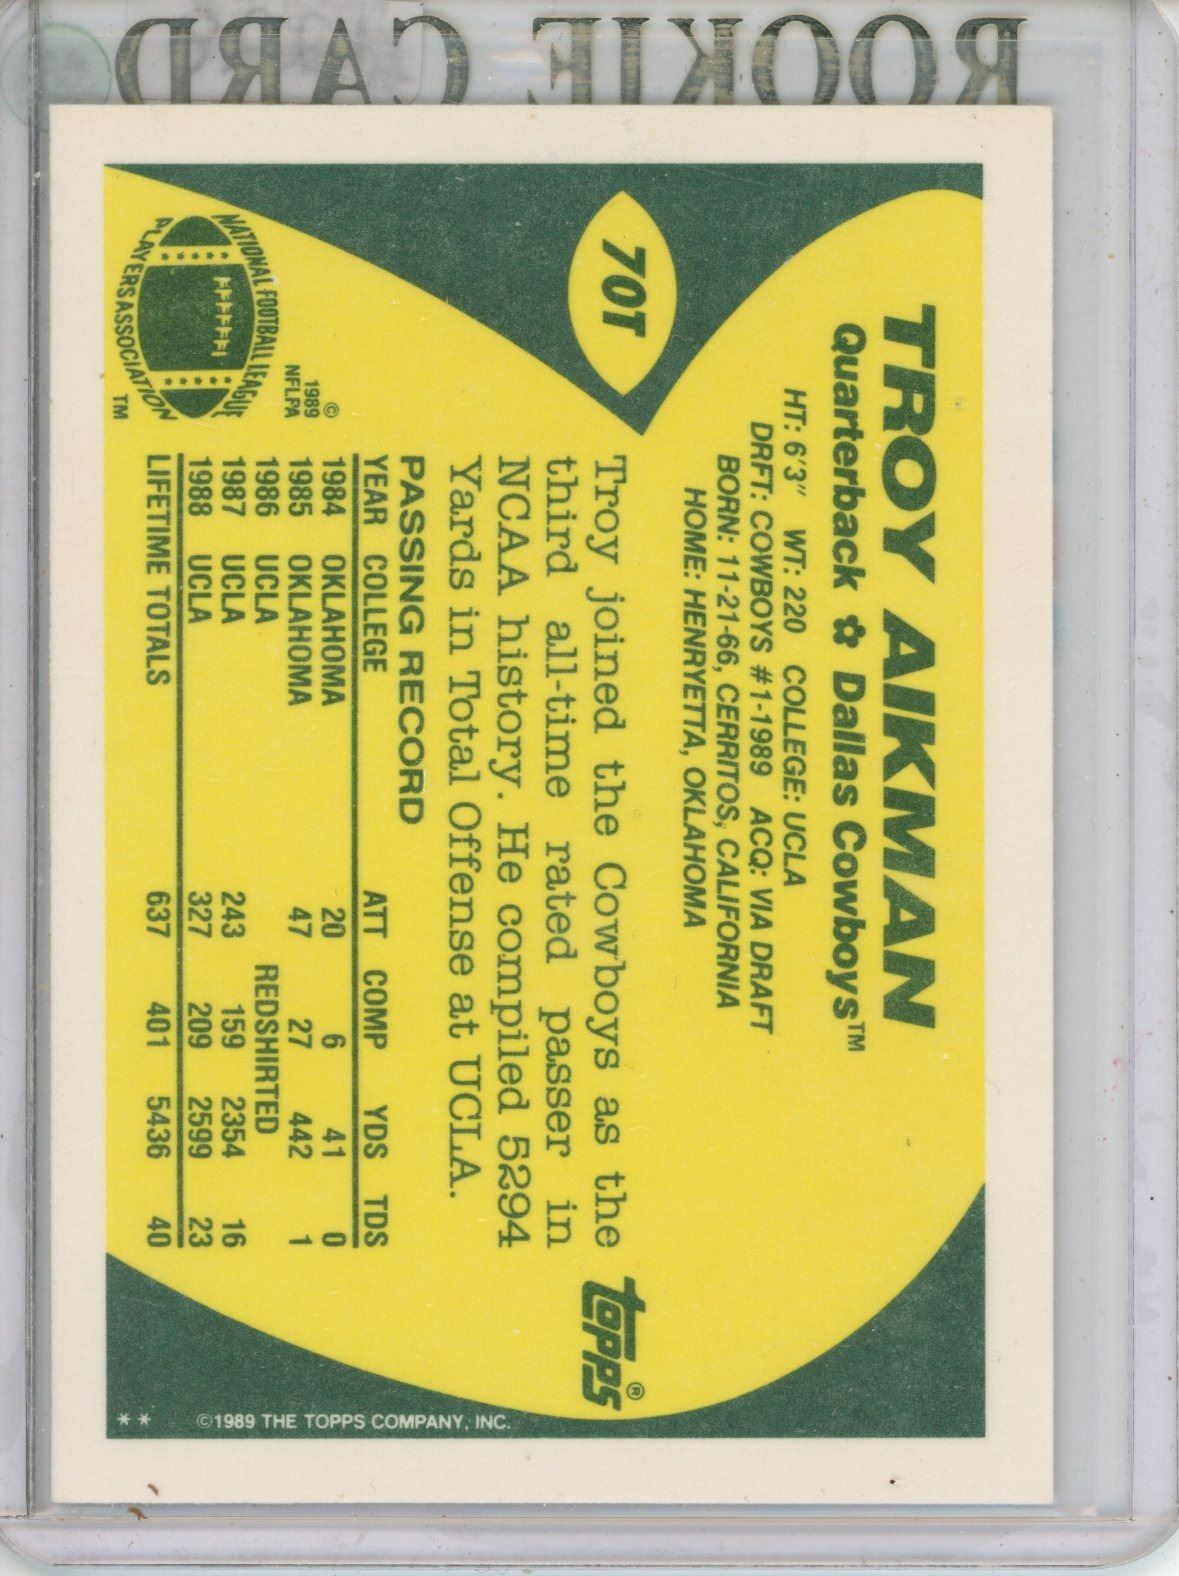 ROOKIE CARD
70T
TROY AIKMAN
Quarterback ✿ Dallas Cowboys™
HT: 6'3" WT: 220 COLLEGE: UCLA
DRFT: COWBOYS #1-1989 ACQ: VIA DRAFT
BORN: 11-21-66, CERRITOS, CALIFORNIA
HOME: HENRYETTA, OKLAHOMA
Troy joined the Cowboys as the
third all-time rated passer in
NCAA history. He compiled 5294
Yards in Total Offense at UCLA.
topps®
PASSING RECORD
YEAR COLLEGE ATT COMP YDS TDS
1984 OKLAHOMA 20 6 41 0
1985 OKLAHOMA 47 27 442 1
1986 UCLA REDSHIRTED
1987 UCLA 243 159 2354 16
1988 UCLA 327 209 2599 23
LIFETIME TOTALS 637 401 5436 40
©
1989
NFLPA
NATIONAL FOOTBALL LEAGUE
PLAYERS ASSOCIATION
TM
** ©1989 THE TOPPS COMPANY, INC.